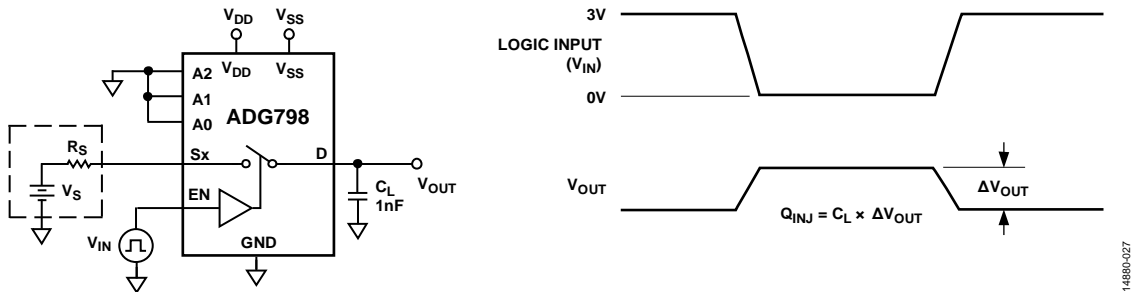 VDD VSS
VDD VSS
A2
A1
A0
ADG798
RS
Sx
D
VOUT
VS
EN
CL
1nF
VIN
GND
3V
LOGIC INPUT
(VIN)
0V
VOUT
ΔVOUT
QINJ = CL × ΔVOUT
14880-027